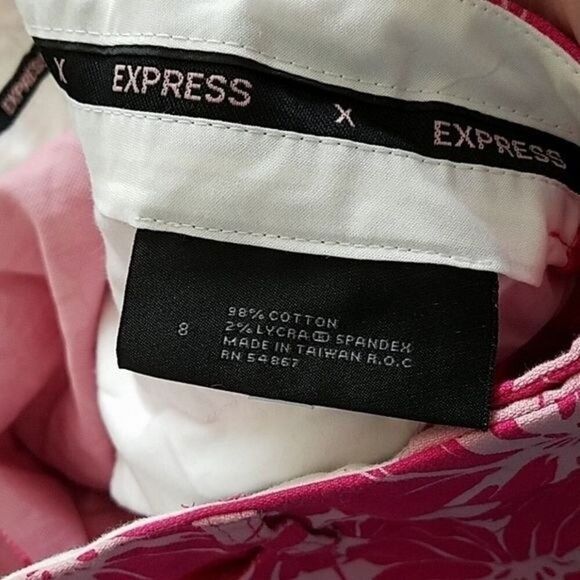 EXPRESS X EXPRESS
8
98% COTTON
2% LYCRA® SPANDEX
MADE IN TAIWAN R.O.C
RN 54867
EXPRESS